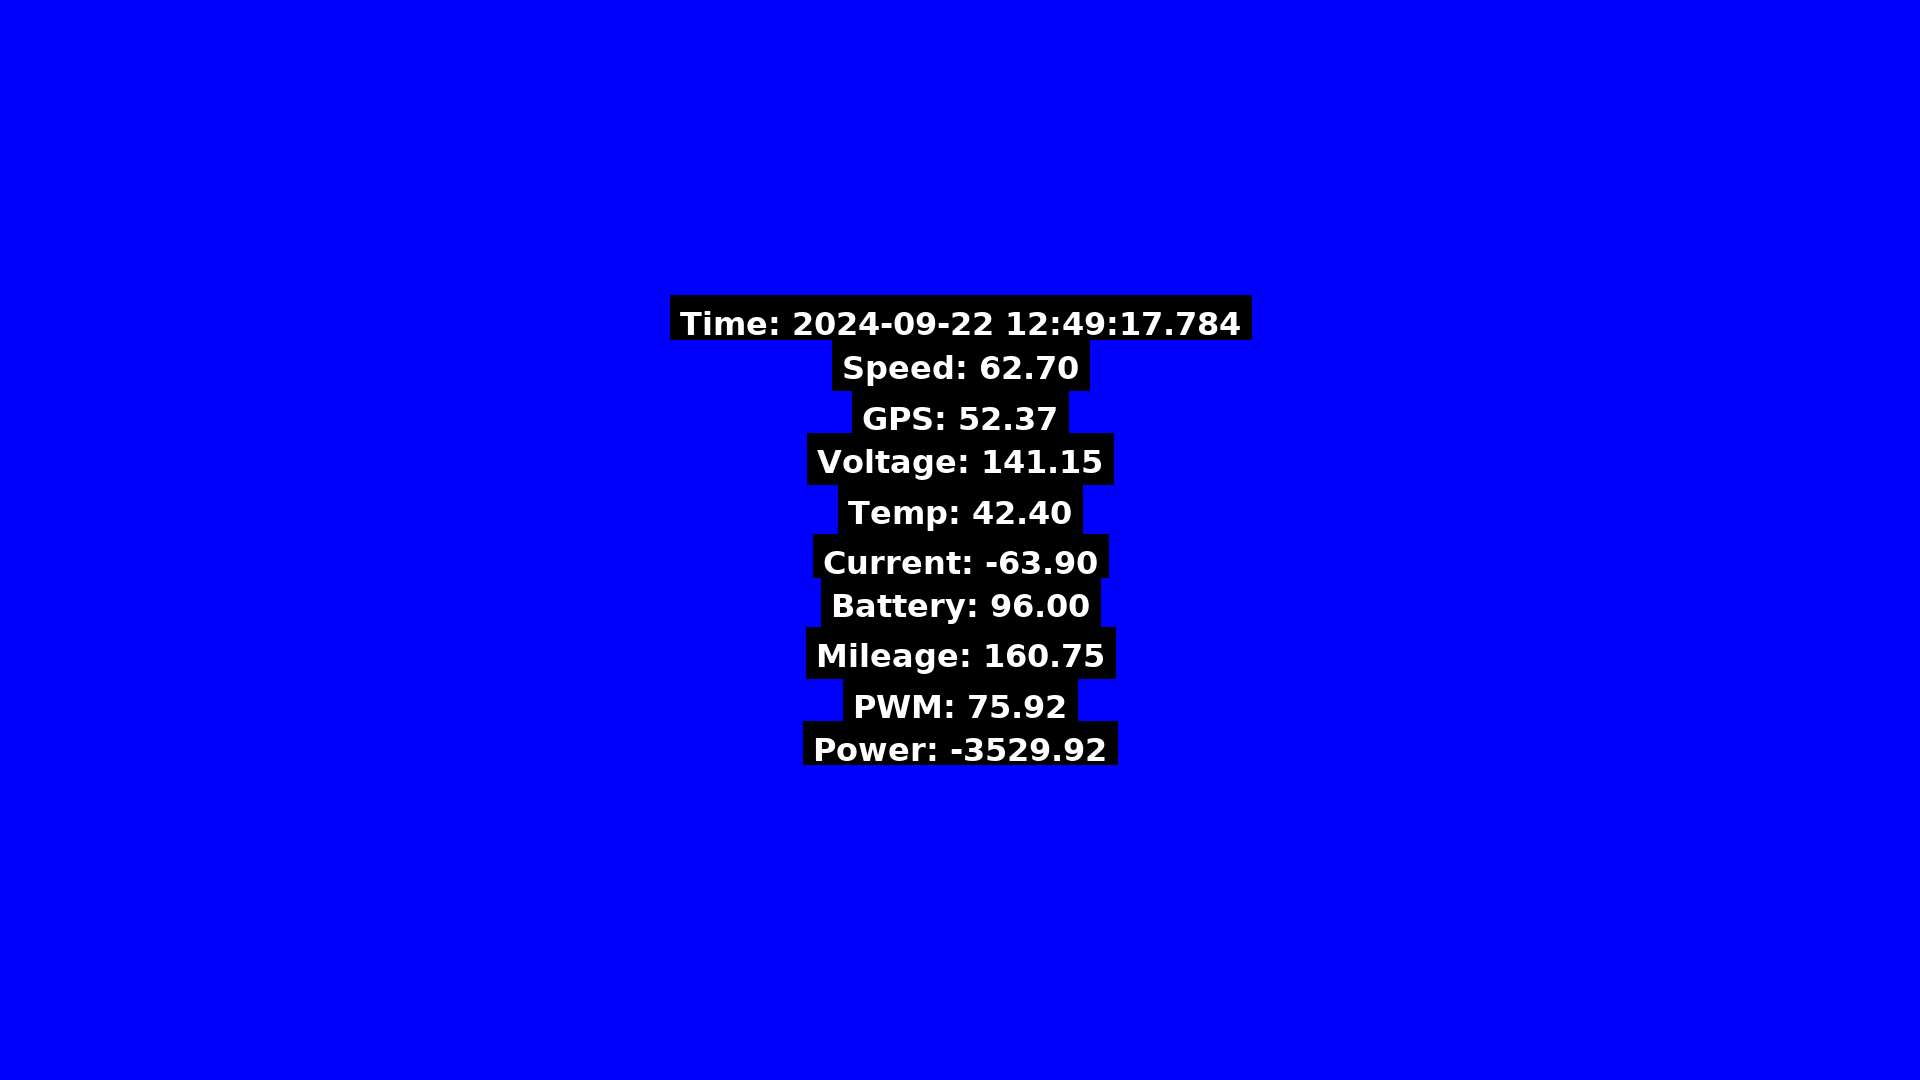 Time: 2024-09-22 12:49:17.784
Speed: 62.70
GPS: 52.37
Voltage: 141.15
Temp: 42.40
Current: -63.90
Battery: 96.00
Mileage: 160.75
PWM: 75.92
Power: -3529.92